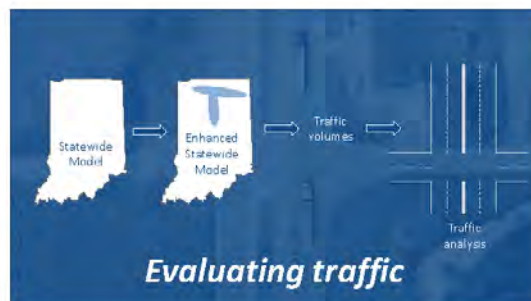 Statewide
Model
Enhanced
Statewide
Model
Traffic
volumes
Traffic
analysis
Evaluating traffic